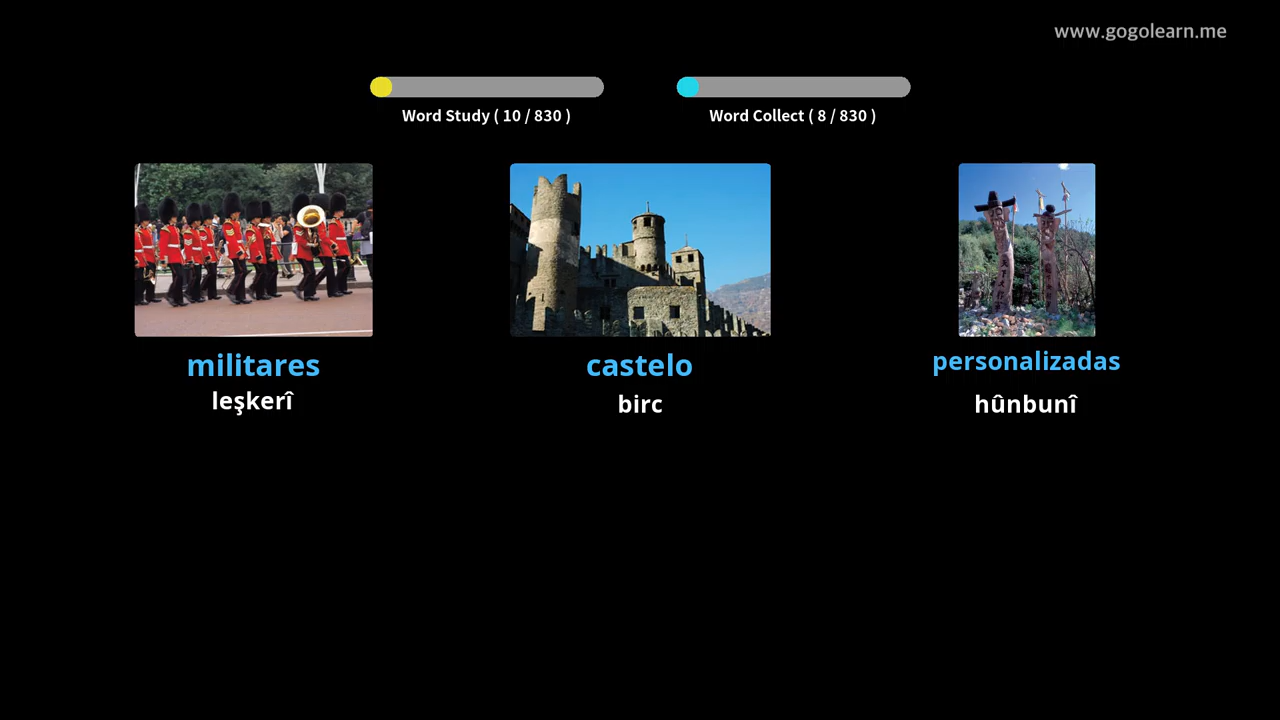 www.gogolearn.me
Word Study ( 10 / 830 )
Word Collect ( 8 / 830 )
militares
castelo
personalizadas
leşkerî
birc
hûnbunî